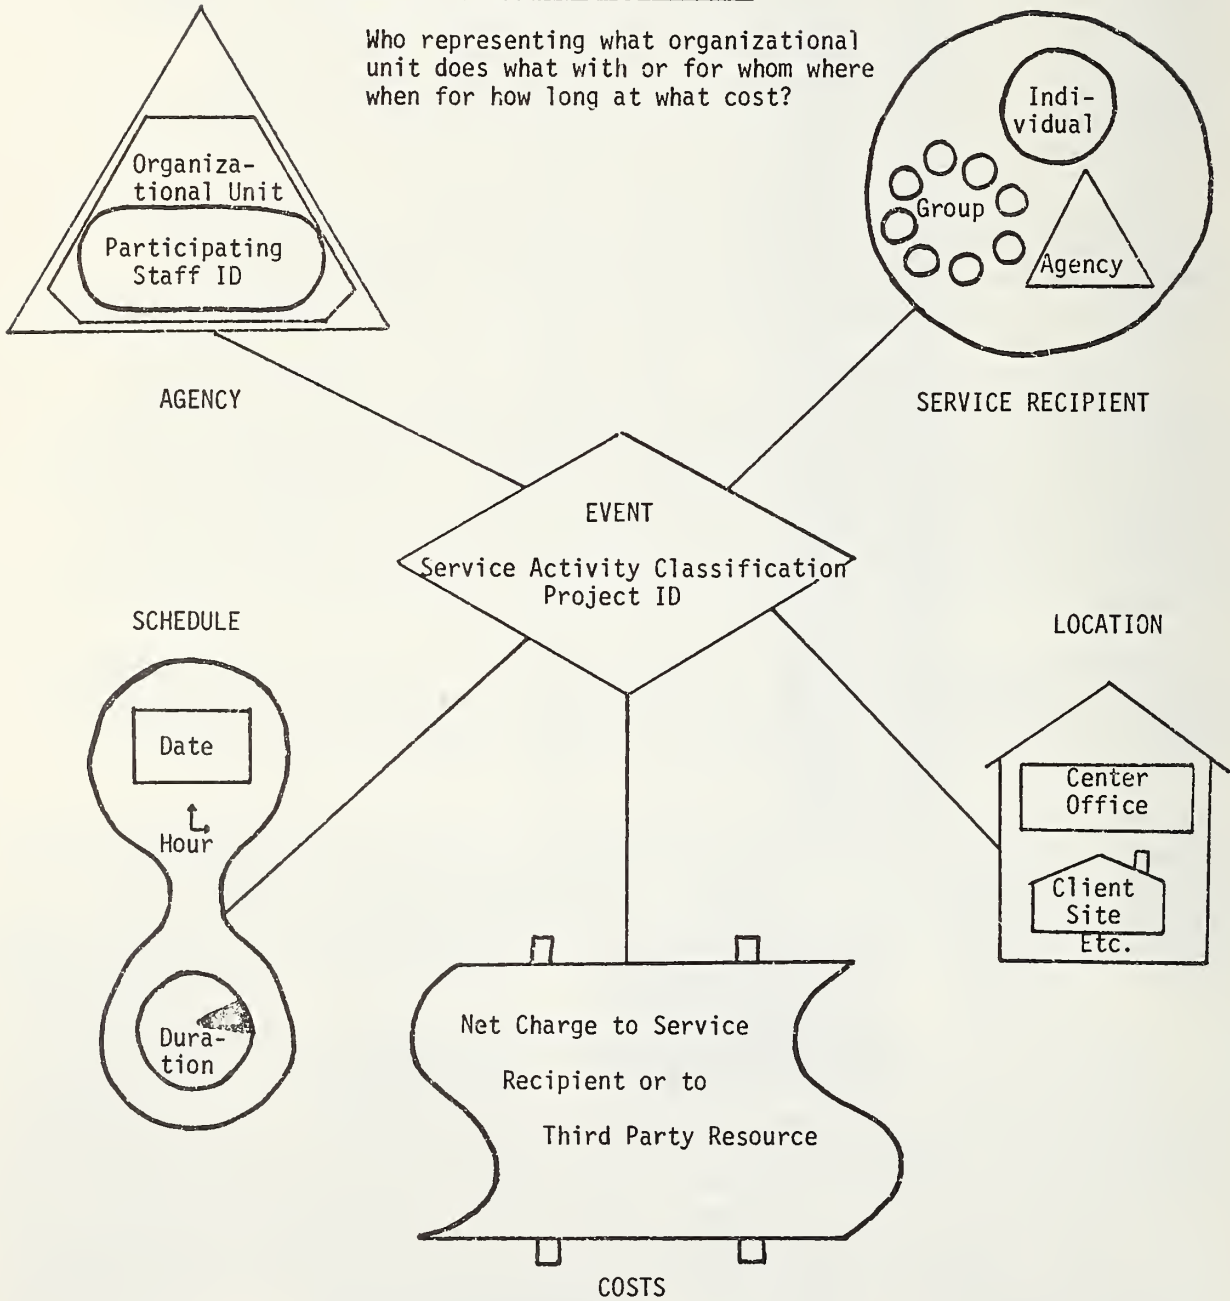 Who representing what organizational
unit does what with or for whom where
when for how long at what cost?
Organiza-
tional Unit
Participating
Staff ID
AGENCY
Indi-
vidual
Group
Agency
SERVICE RECIPIENT
EVENT
Service Activity Classification
Project ID
SCHEDULE
Date
Hour
Dura-
tion
LOCATION
Center
Office
Client
Site
Etc.
Net Charge to Service
Recipient or to
Third Party Resource
COSTS